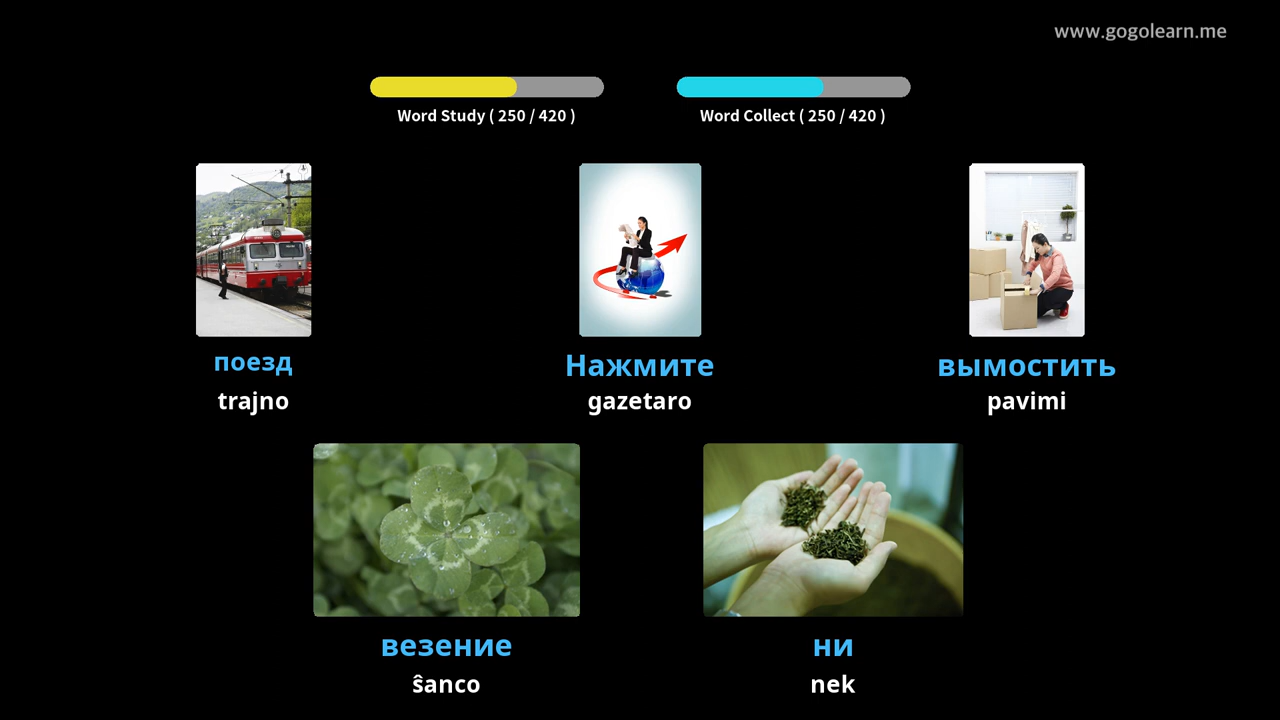 www.gogolearn.me
Word Study ( 250 / 420 )
Word Collect ( 250 / 420 )
поезд
trajno
Нажмите
gazetaro
вымостить
pavimi
везение
ŝanco
ни
nek